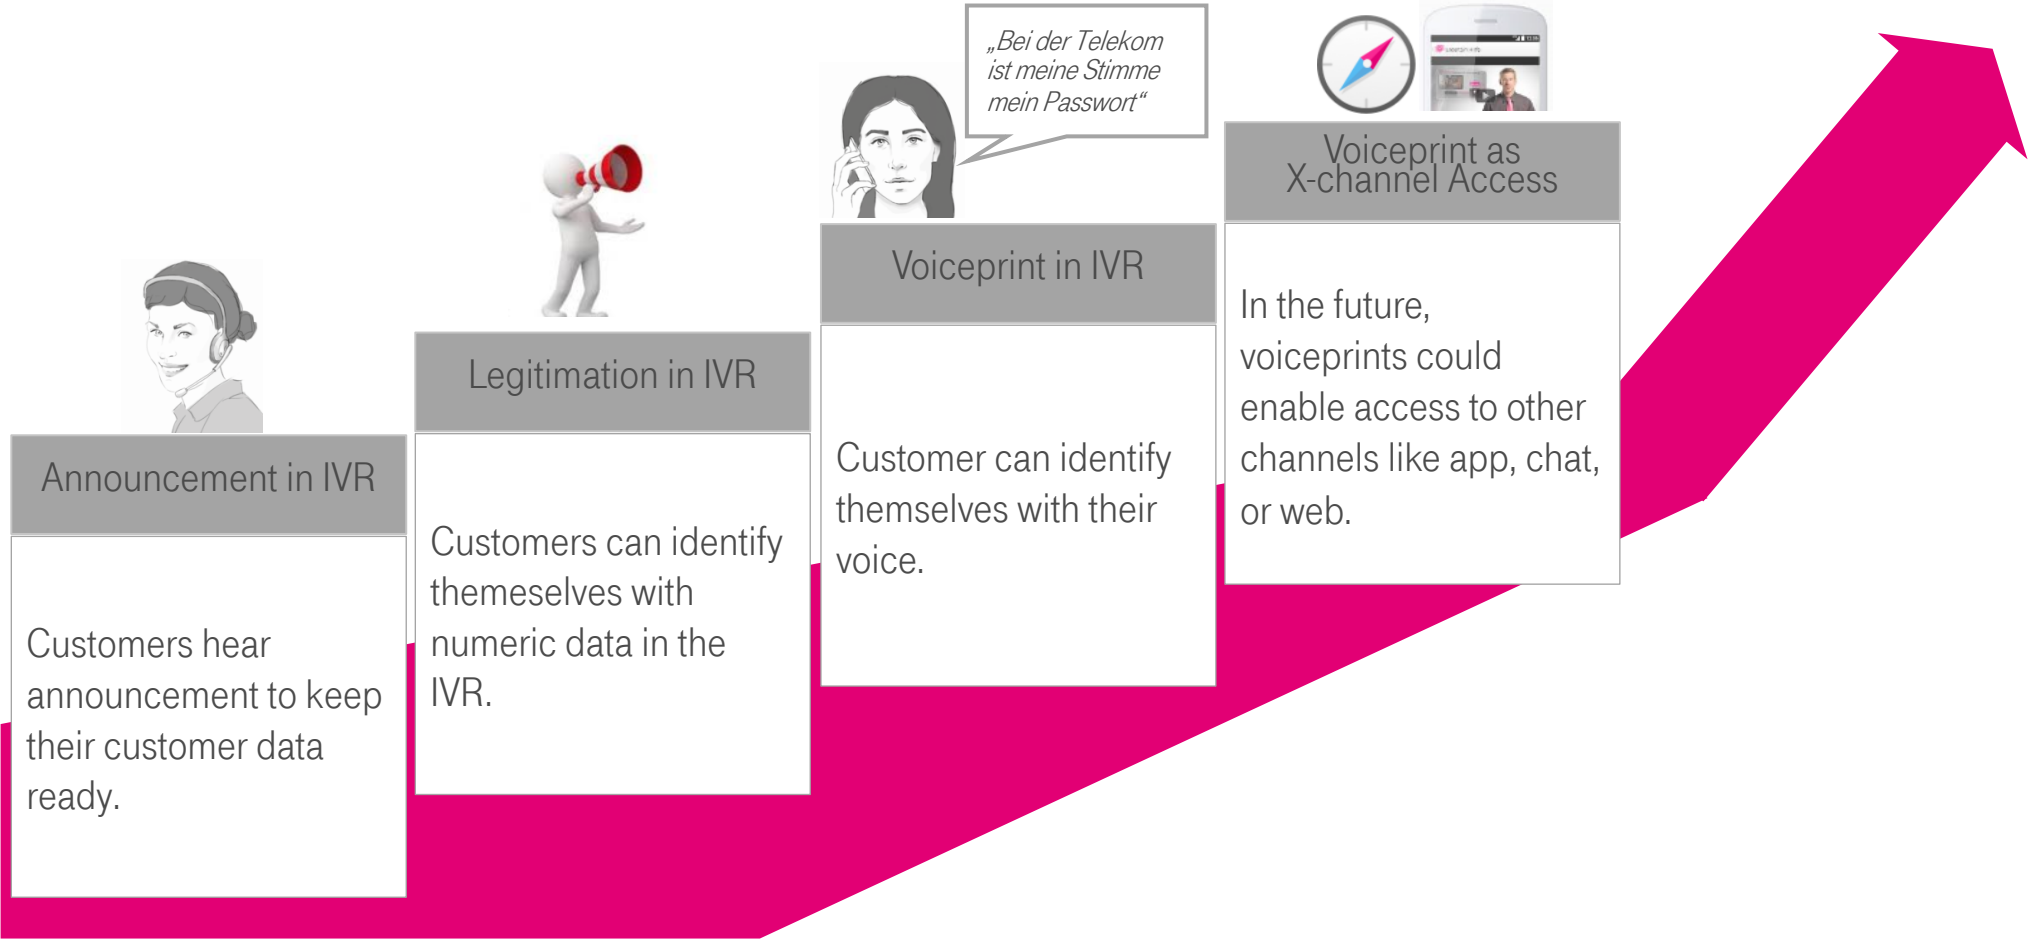 „Bei der Telekom
ist meine Stimme
mein Passwort“
Voiceprint as
X-channel Access
Voiceprint in IVR
In the future,
voiceprints could
enable access to other
channels like app, chat,
or web.
Legitimation in IVR
Customer can identify
themselves with their
voice.
Announcement in IVR
Customers can identify
themeselves with
numeric data in the
IVR.
Customers hear
announcement to keep
their customer data
ready.